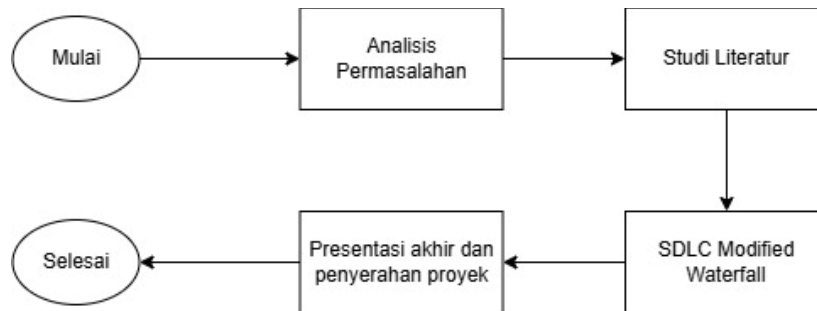 Mulai
Analisis
Permasalahan
Studi Literatur
SDLC Modified
Waterfall
Presentasi akhir dan
penyerahan proyek
Selesai